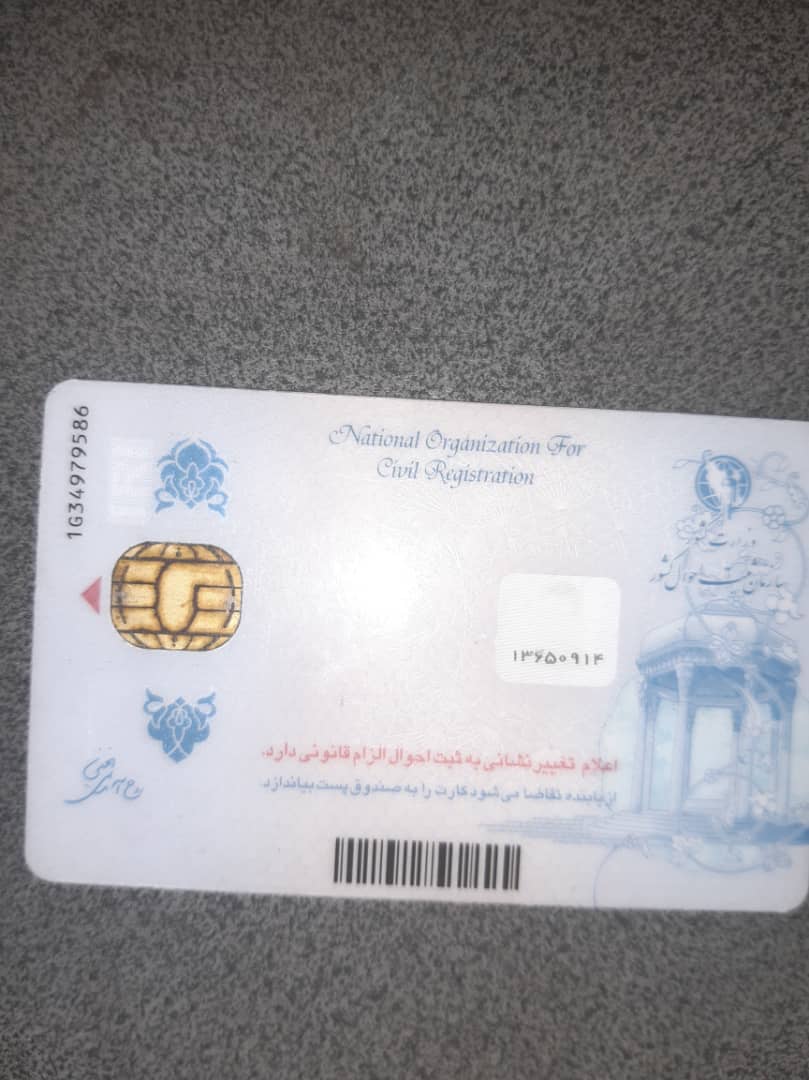 1G34979586
National Organization For
Civil Registration
وزارت کشور
سازمان ثبت احوال کشور
۱۳۶۵۰۹۱۴
اعلام تغییر نشانی به ثبت احوال الزام قانونی دارد.
از یابنده تقاضا می شود کارت را به صندوق پست بیاندازد